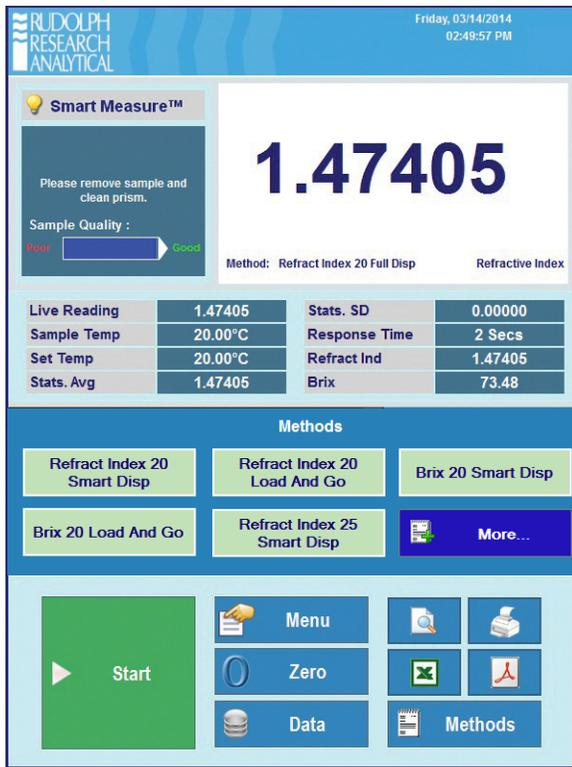 RUDOLPH
RESEARCH
ANALYTICAL
Friday, 03/14/2014
02:49:57 PM
Smart Measure™
Please remove sample and
clean prism.
Sample Quality :
Poor Good
1.47405
Method: Refract Index 20 Full Disp Refractive Index
Live Reading 1.47405 Stats. SD 0.00000
Sample Temp 20.00°C Response Time 2 Secs
Set Temp 20.00°C Refract Ind 1.47405
Stats. Avg 1.47405 Brix 73.48
Methods
Refract Index 20
Smart Disp
Refract Index 20
Load And Go
Brix 20 Smart Disp
Brix 20 Load And Go
Refract Index 25
Smart Disp
More...
Start
Menu
Zero
Data
Methods